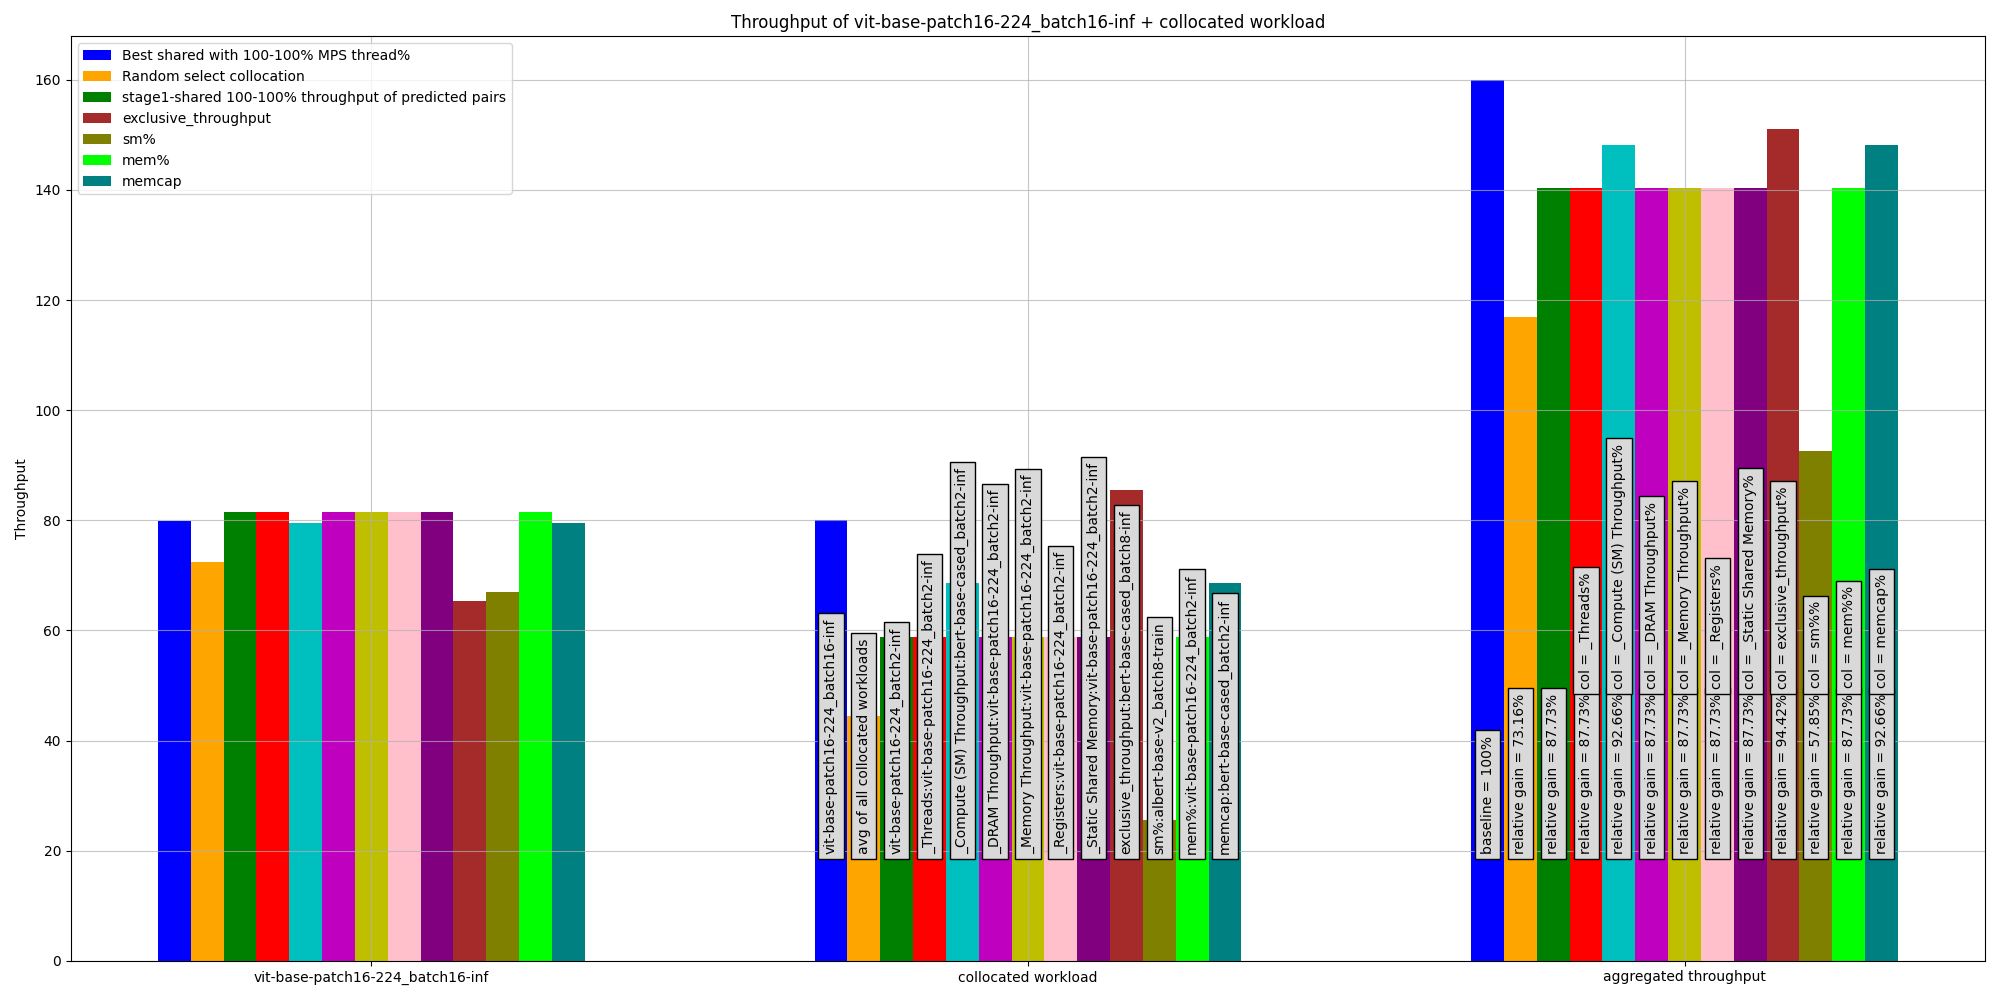 Throughput of vit-base-patch16-224_batch16-inf + collocated workload
Best shared with 100-100% MPS thread%
Random select collocation
stage1-shared 100-100% throughput of predicted pairs
exclusive_throughput
sm%
mem%
memcap
Throughput
160
140
120
100
80
60
40
20
0
vit-base-patch16-224_batch16-inf
avg of all collocated workloads
vit-base-patch16-224_batch2-inf
_Threads:vit-base-patch16-224_batch2-inf
_Compute (SM) Throughput:bert-base-cased_batch2-inf
_DRAM Throughput:vit-base-patch16-224_batch2-inf
_Memory Throughput:vit-base-patch16-224_batch2-inf
_Registers:vit-base-patch16-224_batch2-inf
_Static Shared Memory:vit-base-patch16-224_batch2-inf
exclusive_throughput:bert-base-cased_batch8-inf
sm%:albert-base-v2_batch8-train
mem%:vit-base-patch16-224_batch2-inf
memcap:bert-base-cased_batch2-inf
baseline = 100%
relative gain = 73.16%
relative gain = 87.73%
relative gain = 87.73%
col = _Threads%
relative gain = 92.66%
col = _Compute (SM) Throughput%
relative gain = 87.73%
col = _DRAM Throughput%
relative gain = 87.73%
col = _Memory Throughput%
relative gain = 87.73%
col = _Registers%
relative gain = 87.73%
col = _Static Shared Memory%
relative gain = 94.42%
col = exclusive_throughput%
relative gain = 57.85%
col = sm%%
relative gain = 87.73%
col = mem%%
relative gain = 92.66%
col = memcap%
vit-base-patch16-224_batch16-inf
collocated workload
aggregated throughput